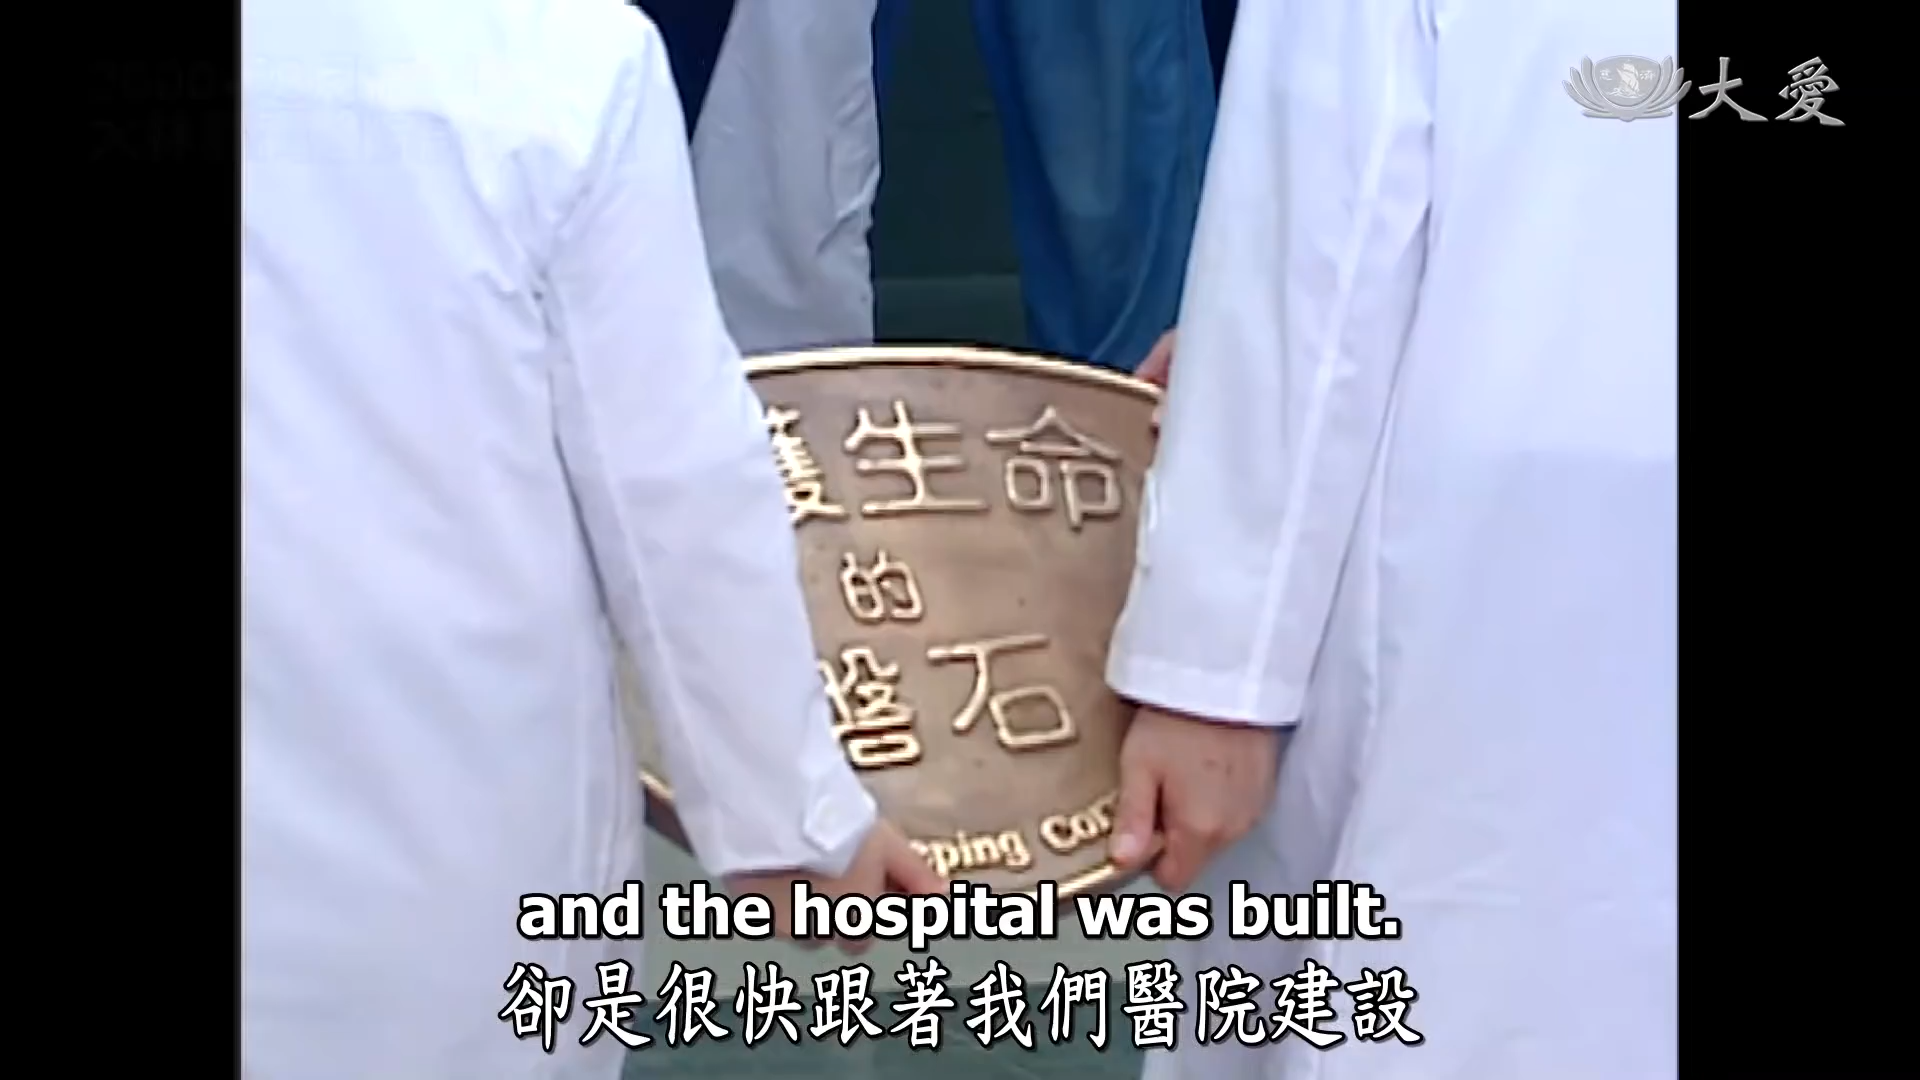 大愛
護生命
的
磐石
ping Cor
and the hospital was built.
卻是很快跟著我們醫院建設